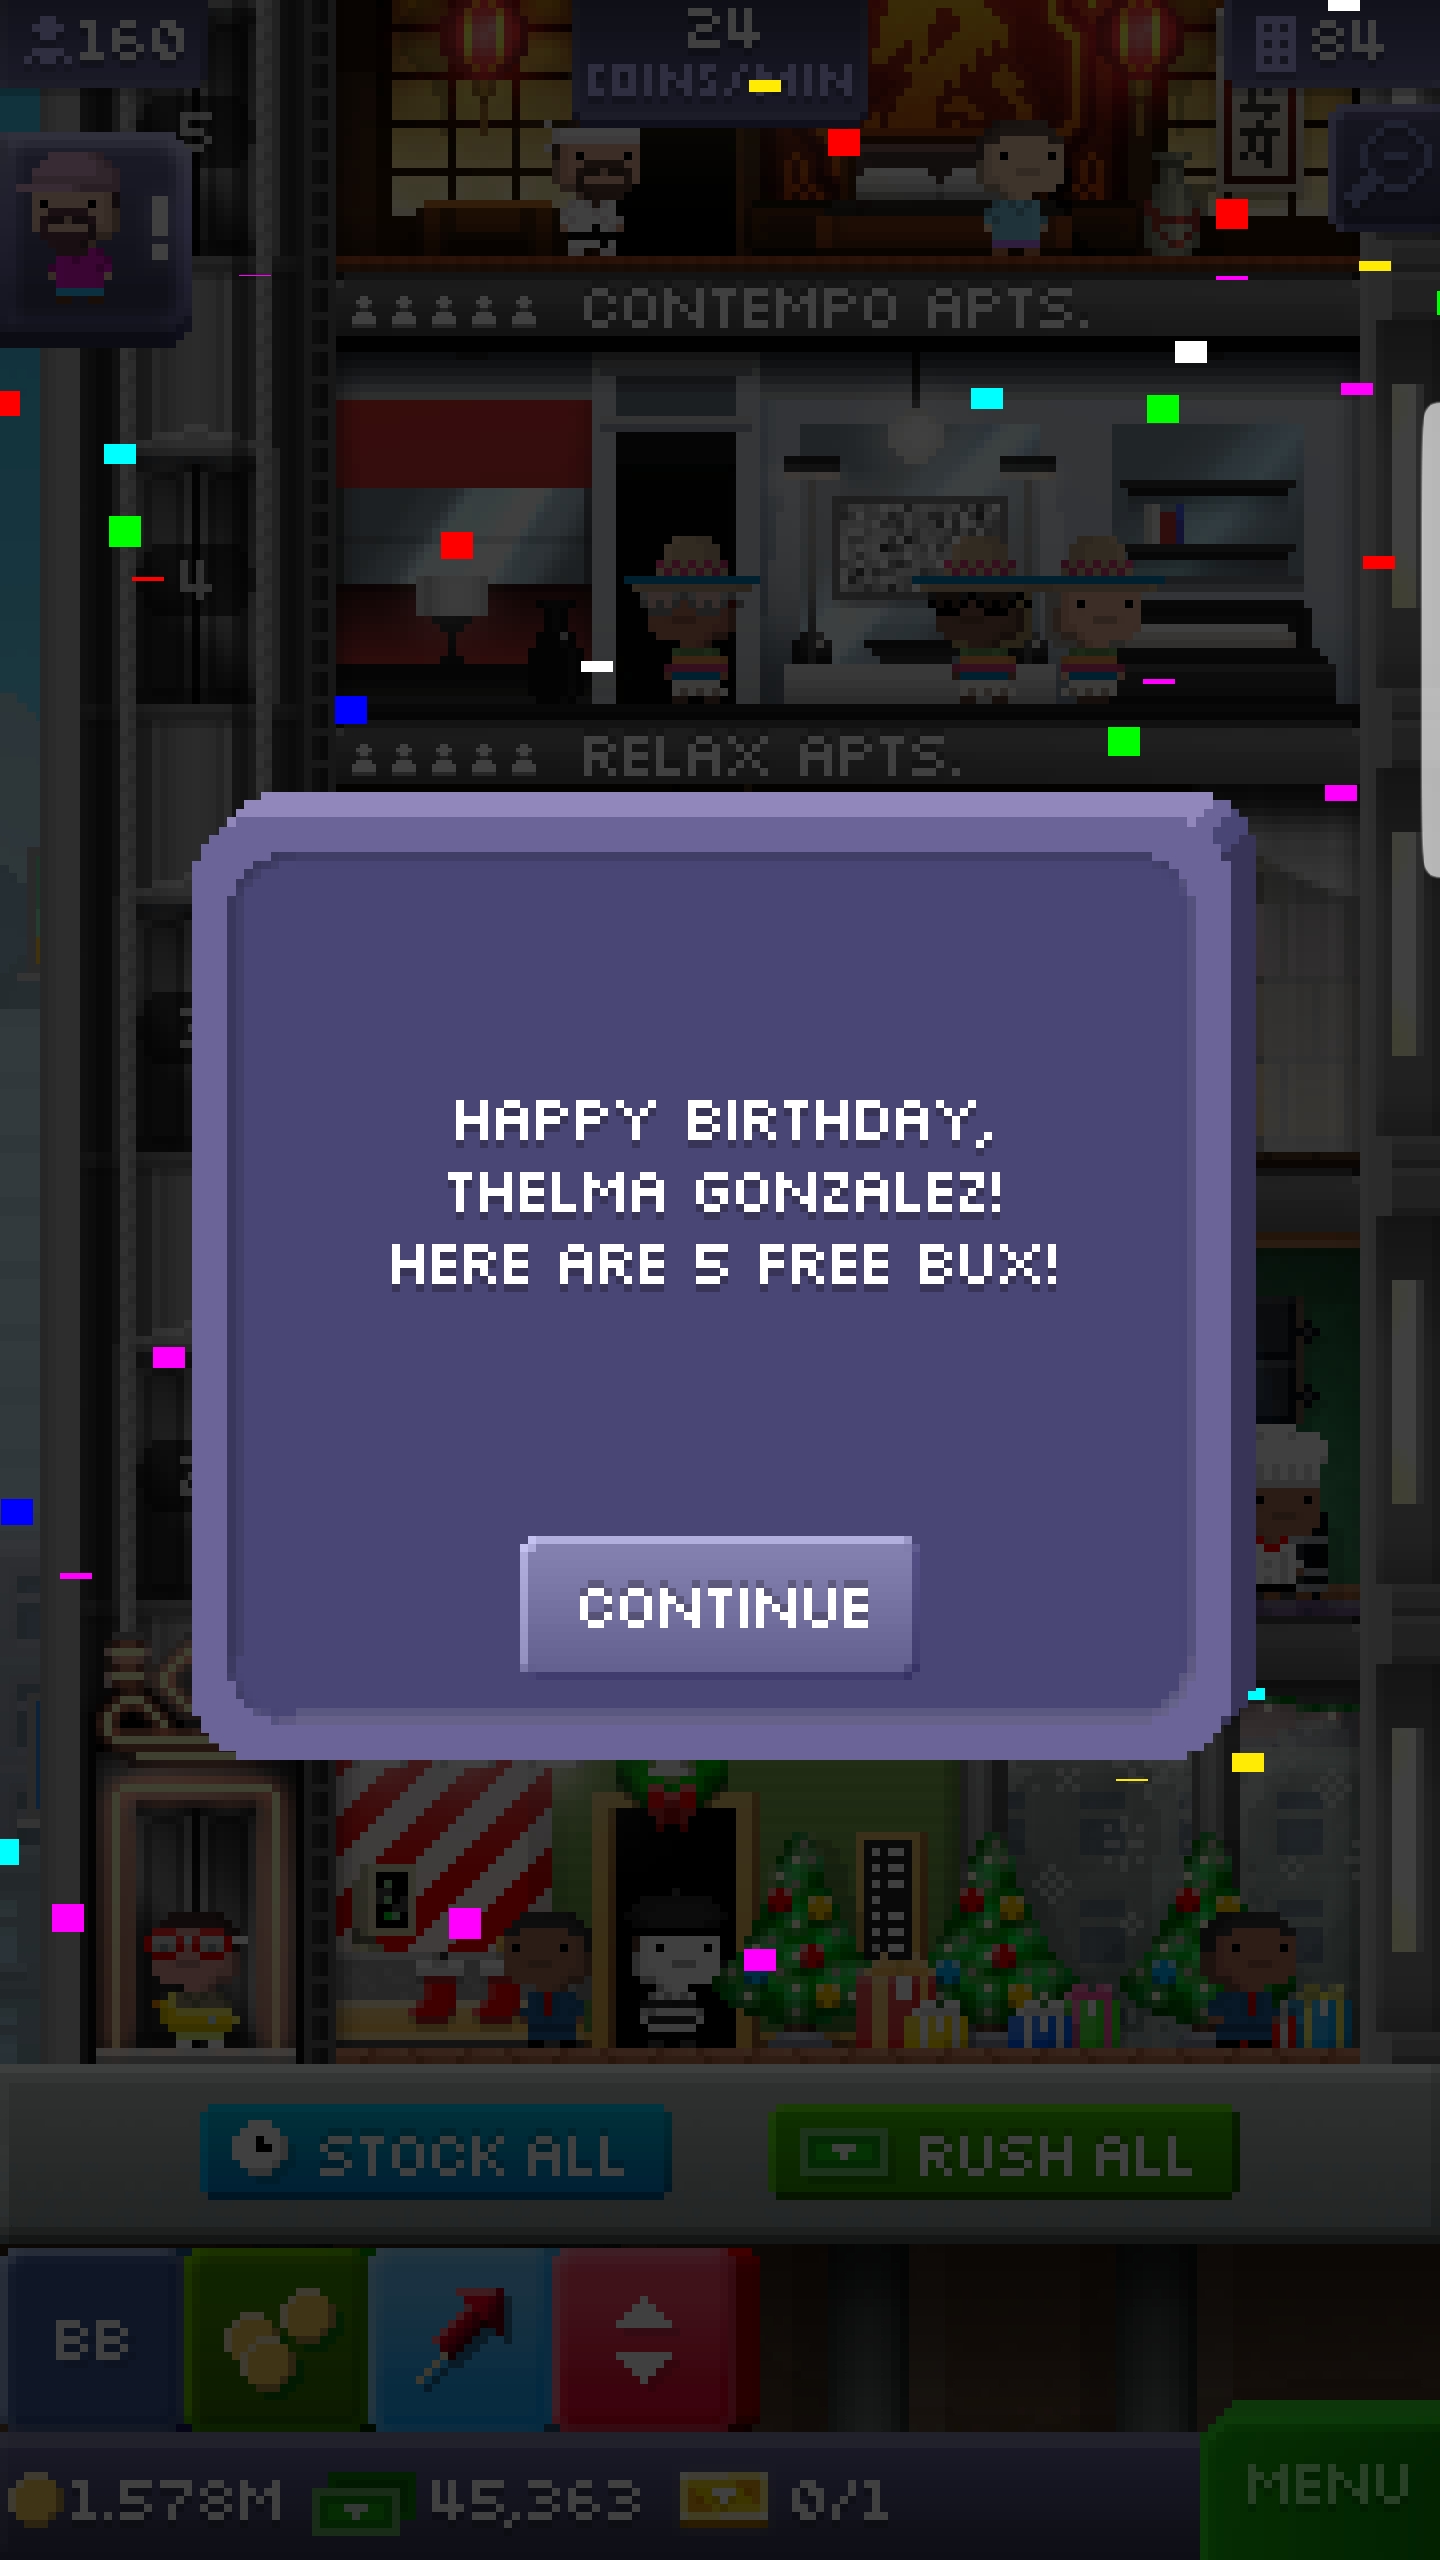 160
24
COINS/MIN
84
5
CONTEMPO APTS.
4
RELAX APTS.
HAPPY BIRTHDAY,
THELMA GONZALEZ!
HERE ARE 5 FREE BUX!
CONTINUE
STOCK ALL
RUSH ALL
BB
1.578M
45,363
0/1
MENU